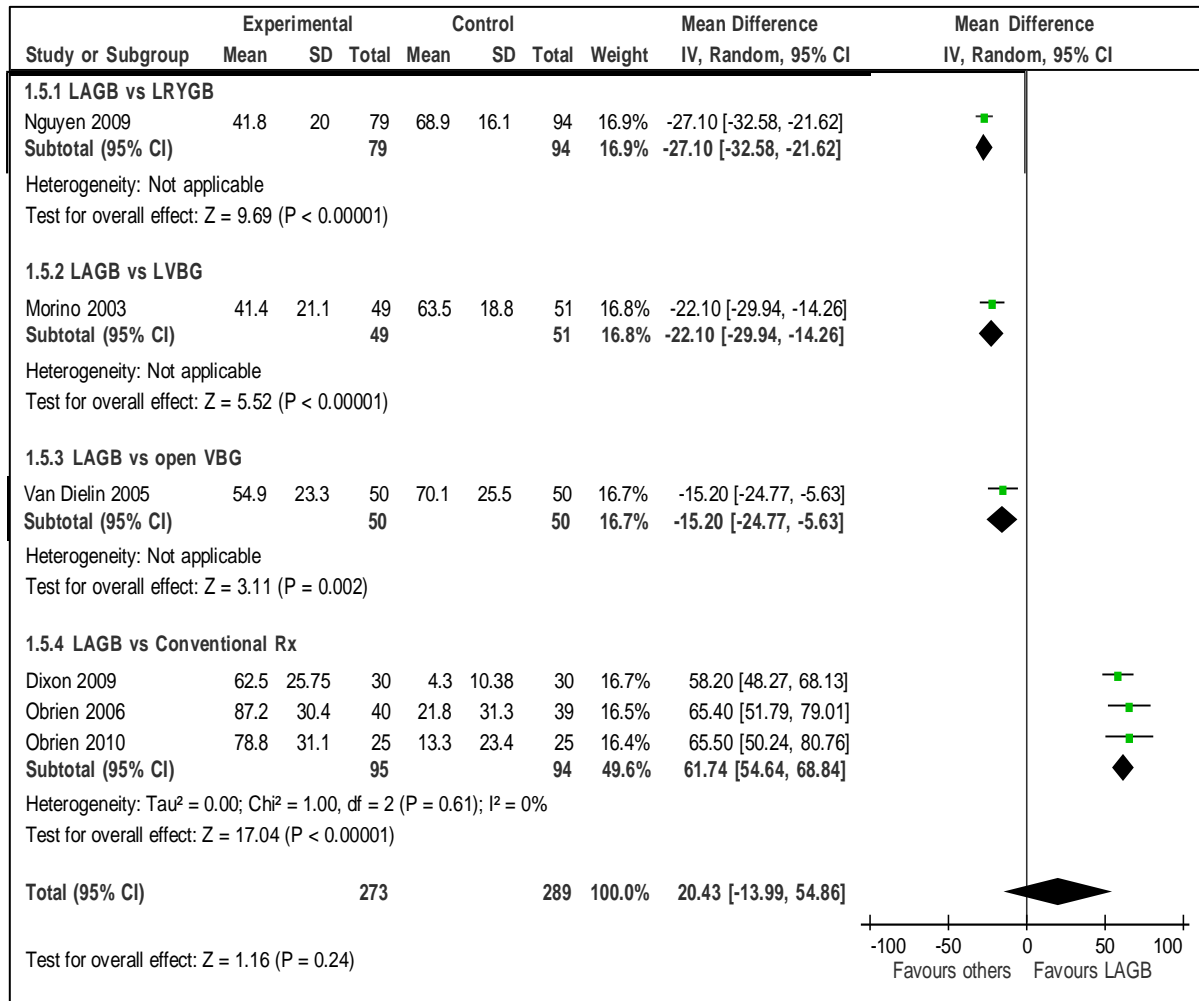 Experimental Control Mean Difference Mean Difference
Study or Subgroup Mean SD Total Mean SD Total Weight IV, Random, 95% CI IV, Random, 95% CI
1.5.1 LAGB vs LRYGB
Nguyen 2009 41.8 20 79 68.9 16.1 94 16.9% -27.10 [-32.58, -21.62]
Subtotal (95% CI) 79 94 16.9% -27.10 [-32.58, -21.62]
Heterogeneity: Not applicable
Test for overall effect: Z = 9.69 (P < 0.00001)
1.5.2 LAGB vs LVBG
Morino 2003 41.4 21.1 49 63.5 18.8 51 16.8% -22.10 [-29.94, -14.26]
Subtotal (95% CI) 49 51 16.8% -22.10 [-29.94, -14.26]
Heterogeneity: Not applicable
Test for overall effect: Z = 5.52 (P < 0.00001)
1.5.3 LAGB vs open VBG
Van Dielin 2005 54.9 23.3 50 70.1 25.5 50 16.7% -15.20 [-24.77, -5.63]
Subtotal (95% CI) 50 50 16.7% -15.20 [-24.77, -5.63]
Heterogeneity: Not applicable
Test for overall effect: Z = 3.11 (P = 0.002)
1.5.4 LAGB vs Conventional Rx
Dixon 2009 62.5 25.75 30 4.3 10.38 30 16.7% 58.20 [48.27, 68.13]
Obrien 2006 87.2 30.4 40 21.8 31.3 39 16.5% 65.40 [51.79, 79.01]
Obrien 2010 78.8 31.1 25 13.3 23.4 25 16.4% 65.50 [50.24, 80.76]
Subtotal (95% CI) 95 94 49.6% 61.74 [54.64, 68.84]
Heterogeneity: Tau² = 0.00; Chi² = 1.00, df = 2 (P = 0.61); I² = 0%
Test for overall effect: Z = 17.04 (P < 0.00001)
Total (95% CI) 273 289 100.0% 20.43 [-13.99, 54.86]
-100 -50 0 50 100
Test for overall effect: Z = 1.16 (P = 0.24)
Favours others Favours LAGB